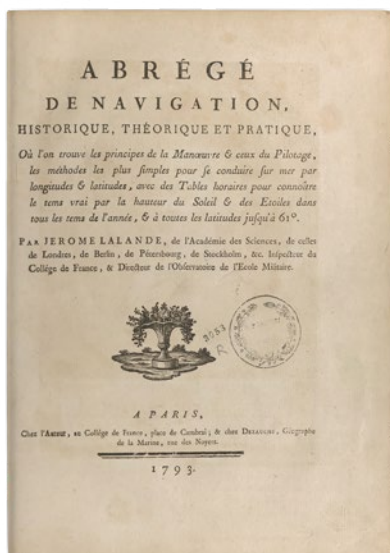 ABRÉGÉ
DE NAVIGATION,
HISTORIQUE, THÉORIQUE ET PRATIQUE,
Où l'on trouve les principes de la Manœuvre & ceux du Pilotage,
les méthodes les plus ſimples pour ſe conduire ſur mer par
longitudes & latitudes, avec des Tables horaires pour connoître
le tems vrai par la hauteur du Soleil & des Etoiles dans
tous les tems de l'année, & à toutes les latitudes juſqu'à 61°.
PAR JEROME LALANDE, de l'Académie des Sciences, de celles
de Londres, de Berlin, de Pétersbourg, de Stockholm, &c. Inſpecteur du
Collége de France, & Directeur de l'Obſervatoire de l'Ecole Militaire.
A PARIS,
Chez l'Auteur, au Collége de France, place de Cambrai; & chez DEZAUCHE, Géographe
de la Marine, rue des Noyers.
1793.